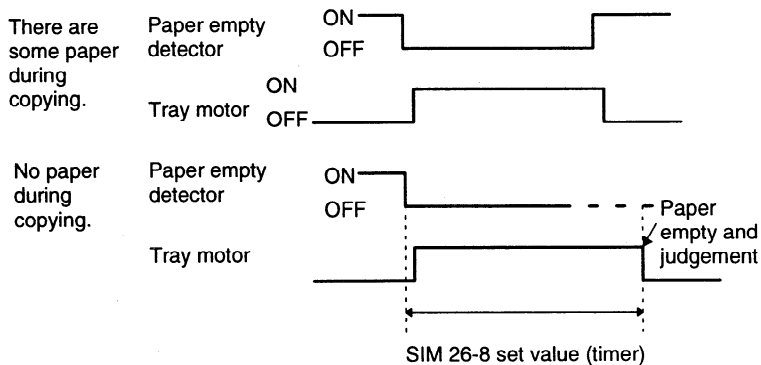 There are
some paper
during
copying.
Paper empty
detector
ON
OFF
Tray motor
ON
OFF
No paper
during
copying.
Paper empty
detector
ON
OFF
Paper
empty and
judgement
Tray motor
SIM 26-8 set value (timer)